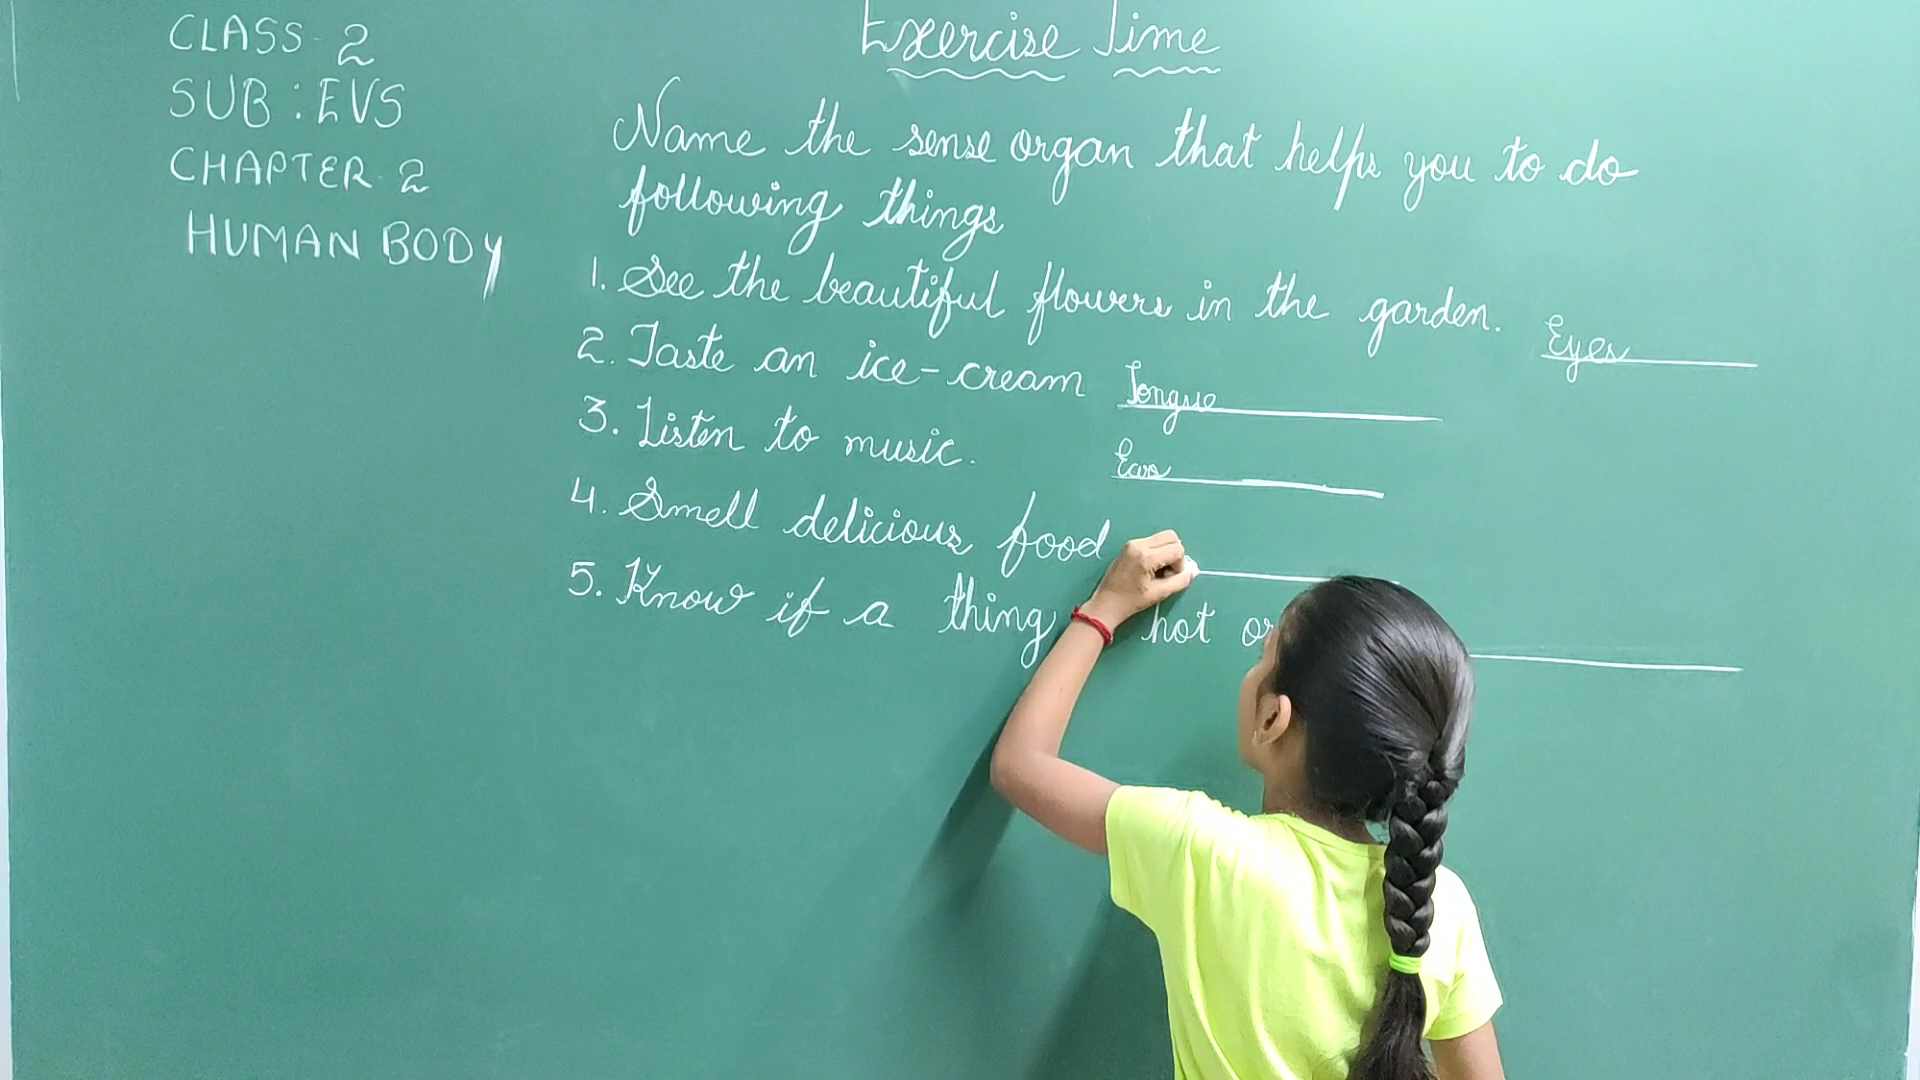 CLASS - 2
SUB : EVS
CHAPTER - 2
HUMAN BODY
Exercise Time
Name the sense organ that helps you to do
following things
1. See the beautiful flowers in the garden. Eyes
2. Taste an ice-cream Tongue
3. Listen to music. Ears
4. Smell delicious food
5. Know if a thing hot or